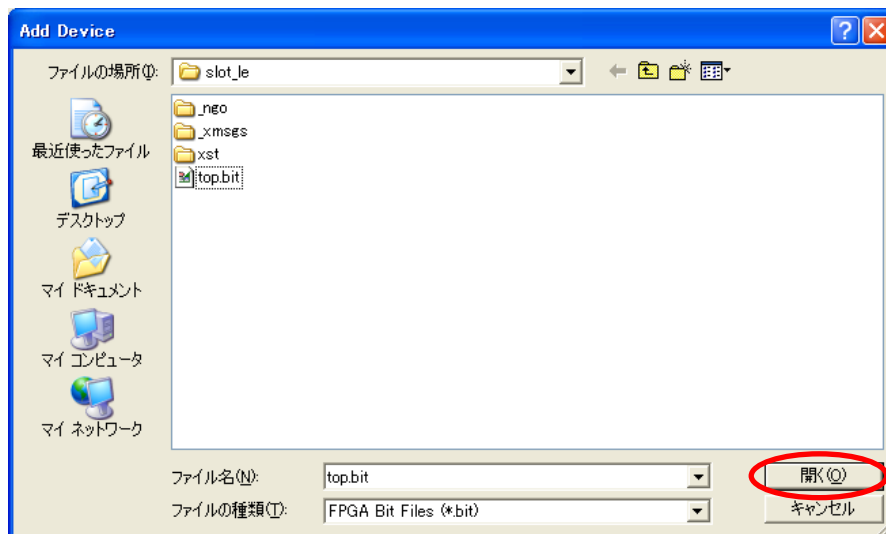 Add Device
ファイルの場所(I):
slot_le
最近使ったファイル
デスクトップ
マイ ドキュメント
マイ コンピュータ
マイ ネットワーク
_ngo
_xmsgs
xst
top.bit
ファイル名(N):
top.bit
開く(O)
ファイルの種類(T):
FPGA Bit Files (*.bit)
キャンセル